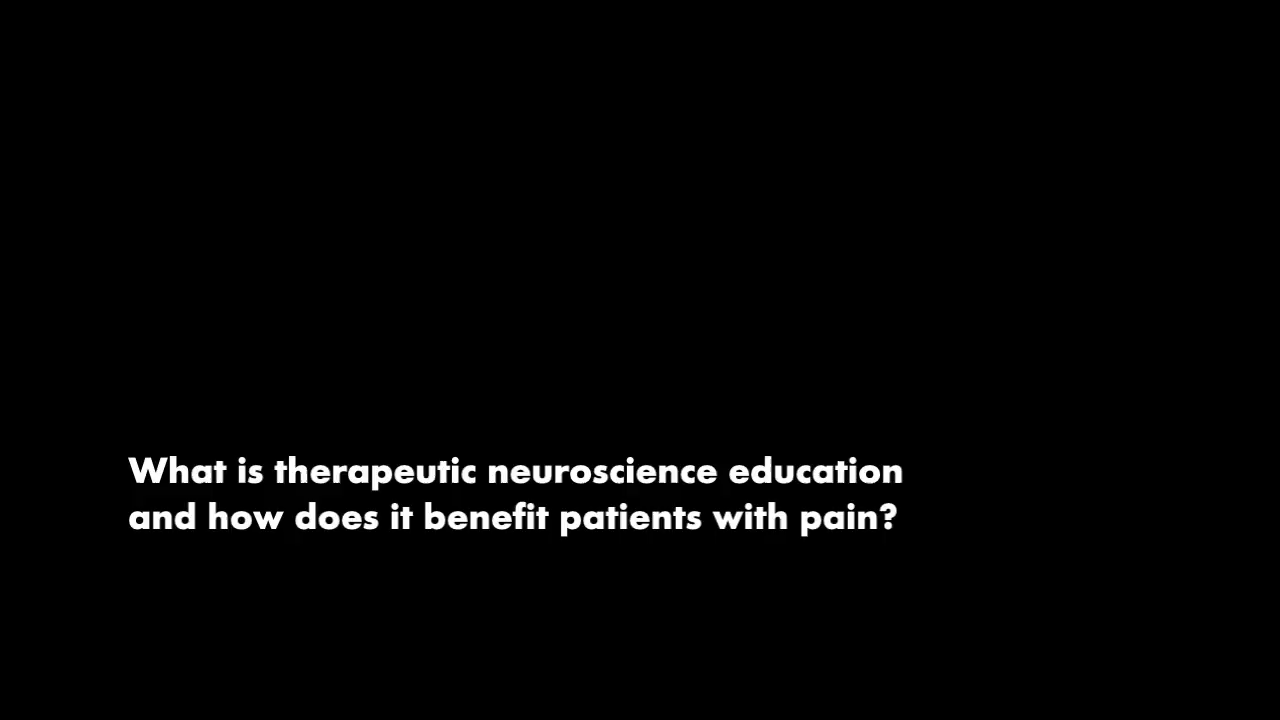 What is therapeutic neuroscience education
and how does it benefit patients with pain?